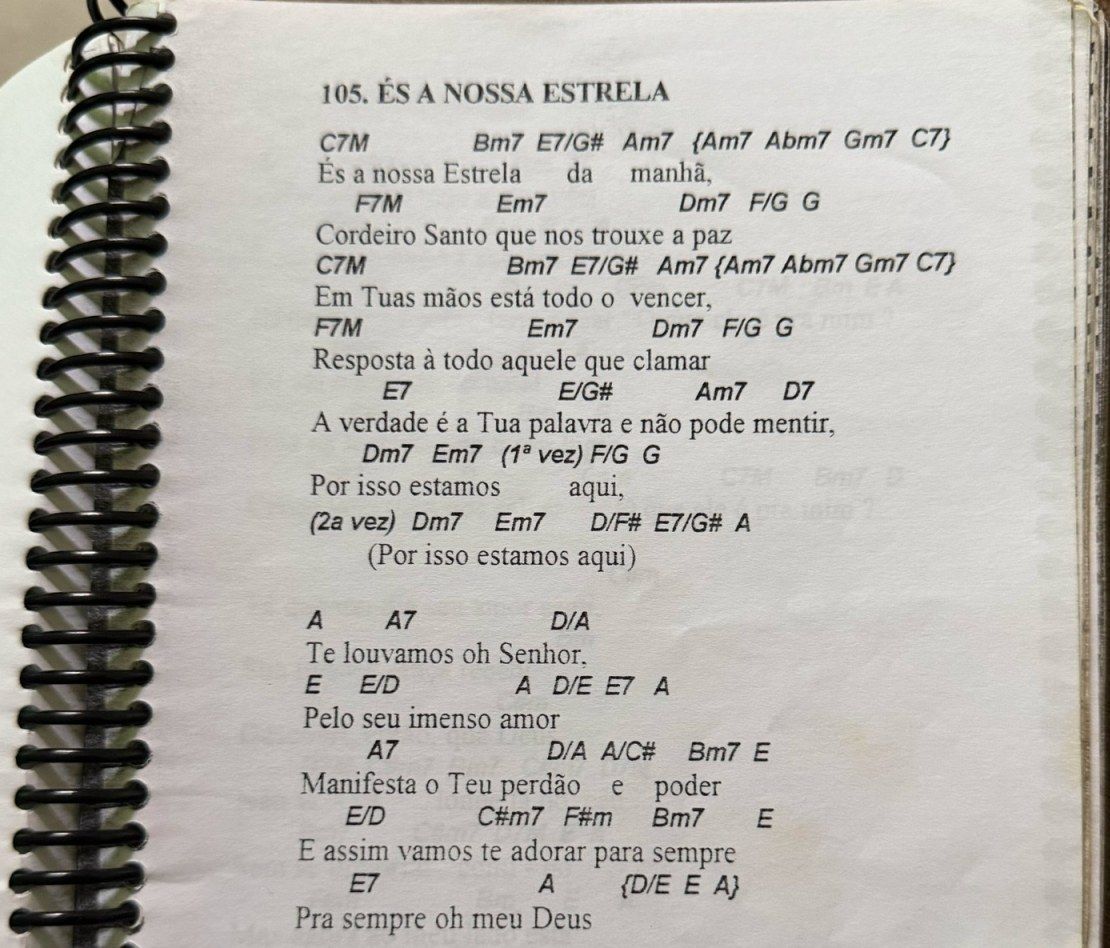 105. ÉS A NOSSA ESTRELA
C7M Bm7 E7/G# Am7 {Am7 Abm7 Gm7 C7}
És a nossa Estrela da manhã,
F7M Em7 Dm7 F/G G
Cordeiro Santo que nos trouxe a paz
C7M Bm7 E7/G# Am7 {Am7 Abm7 Gm7 C7}
Em Tuas mãos está todo o vencer,
F7M Em7 Dm7 F/G G
Resposta à todo aquele que clamar
E7 E/G# Am7 D7
A verdade é a Tua palavra e não pode mentir,
Dm7 Em7 (1ª vez) F/G G
Por isso estamos aqui,
(2a vez) Dm7 Em7 D/F# E7/G# A
(Por isso estamos aqui)
A A7 D/A
Te louvamos oh Senhor,
E E/D A D/E E7 A
Pelo seu imenso amor
A7 D/A A/C# Bm7 E
Manifesta o Teu perdão e poder
E/D C#m7 F#m Bm7 E
E assim vamos te adorar para sempre
E7 A {D/E E A}
Pra sempre oh meu Deus